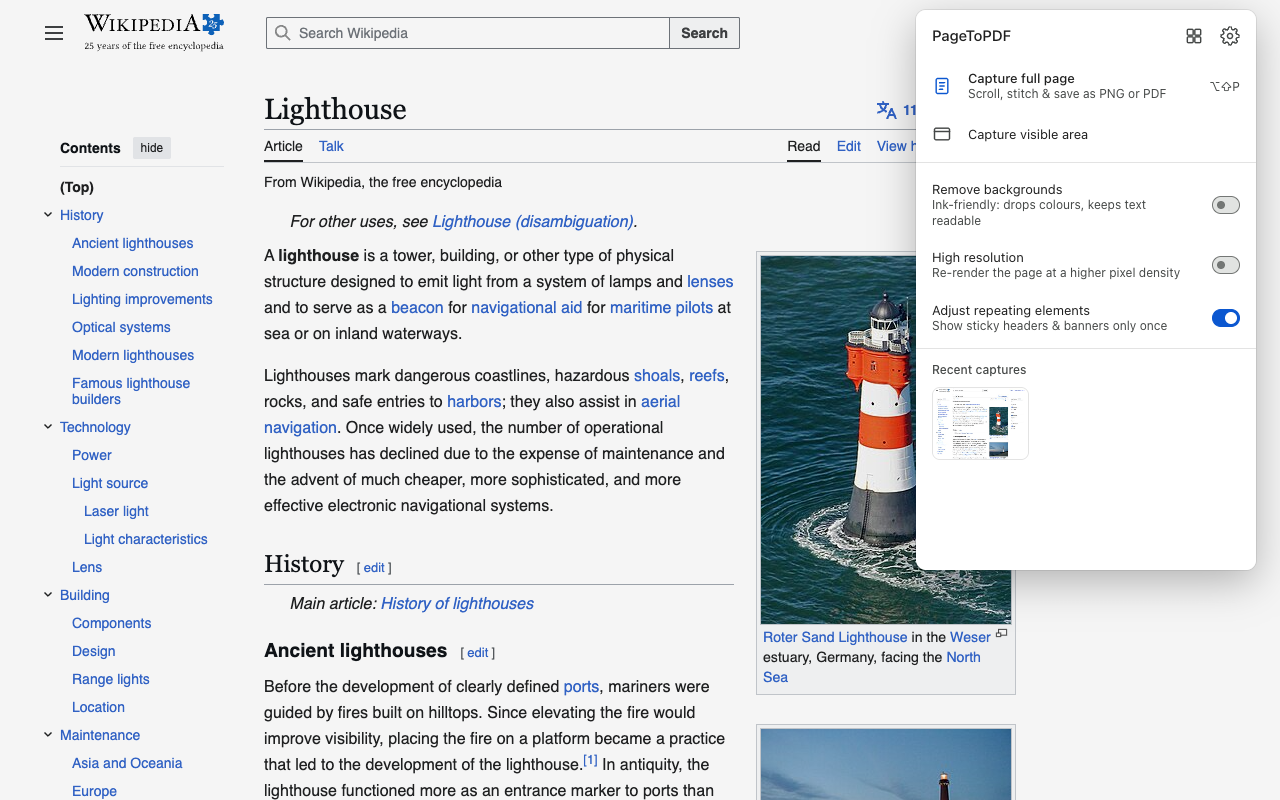 WIKIPEDIA 25
25 years of the free encyclopedia
Search Wikipedia
Search
Contents
hide
(Top)
History
Ancient lighthouses
Modern construction
Lighting improvements
Optical systems
Modern lighthouses
Famous lighthouse
builders
Technology
Power
Light source
Laser light
Light characteristics
Lens
Building
Components
Design
Range lights
Location
Maintenance
Asia and Oceania
Europe
Lighthouse
11
Article Talk
Read Edit View h
From Wikipedia, the free encyclopedia
For other uses, see Lighthouse (disambiguation).
A lighthouse is a tower, building, or other type of physical
structure designed to emit light from a system of lamps and lenses
and to serve as a beacon for navigational aid for maritime pilots at
sea or on inland waterways.
Lighthouses mark dangerous coastlines, hazardous shoals, reefs,
rocks, and safe entries to harbors; they also assist in aerial
navigation. Once widely used, the number of operational
lighthouses has declined due to the expense of maintenance and
the advent of much cheaper, more sophisticated, and more
effective electronic navigational systems.
History [ edit ]
Main article: History of lighthouses
Ancient lighthouses [ edit ]
Before the development of clearly defined ports, mariners were
guided by fires built on hilltops. Since elevating the fire would
improve visibility, placing the fire on a platform became a practice
that led to the development of the lighthouse.[1] In antiquity, the
lighthouse functioned more as an entrance marker to ports than
Roter Sand Lighthouse in the Weser
estuary, Germany, facing the North
Sea
PageToPDF
Capture full page
Scroll, stitch & save as PNG or PDF
⌥⇧P
Capture visible area
Remove backgrounds
Ink-friendly: drops colours, keeps text
readable
High resolution
Re-render the page at a higher pixel density
Adjust repeating elements
Show sticky headers & banners only once
Recent captures